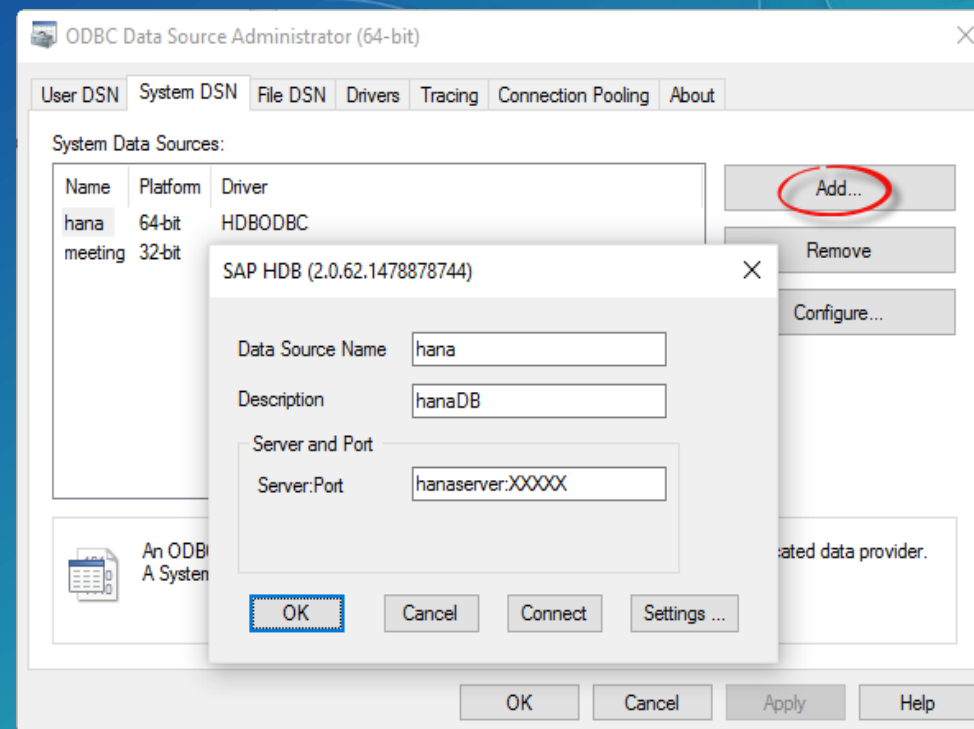 ODBC Data Source Administrator (64-bit)
User DSN System DSN File DSN Drivers Tracing Connection Pooling About
System Data Sources:
Name Platform Driver
hana 64-bit HDBODBC
meeting 32-bit
Add...
Remove
Configure...
SAP HDB (2.0.62.1478878744)
Data Source Name hana
Description hanaDB
Server and Port
Server:Port hanaserver:XXXXX
OK Cancel Connect Settings ...
An data provider.
A
OK Cancel Apply Help